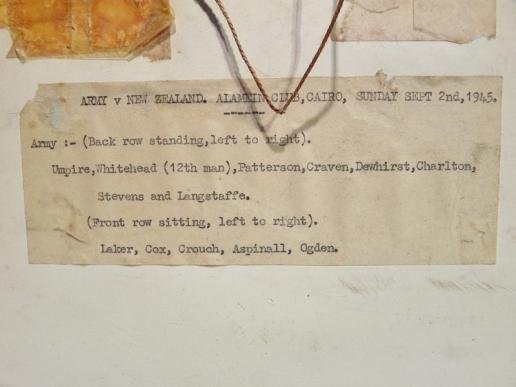 ARMY v NEW ZEALAND. ALAMEIN CLUB,CAIRO, SUNDAY SEPT 2nd,1945.
Army :- (Back row standing,left to right).
Umpire,Whitehead (12th man),Patterson,Craven,Dewhirst,Charlton,
Stevens and Langstaffe.
(Front row sitting, left to right).
Laker, Cox, Crouch, Aspinall, Ogden.